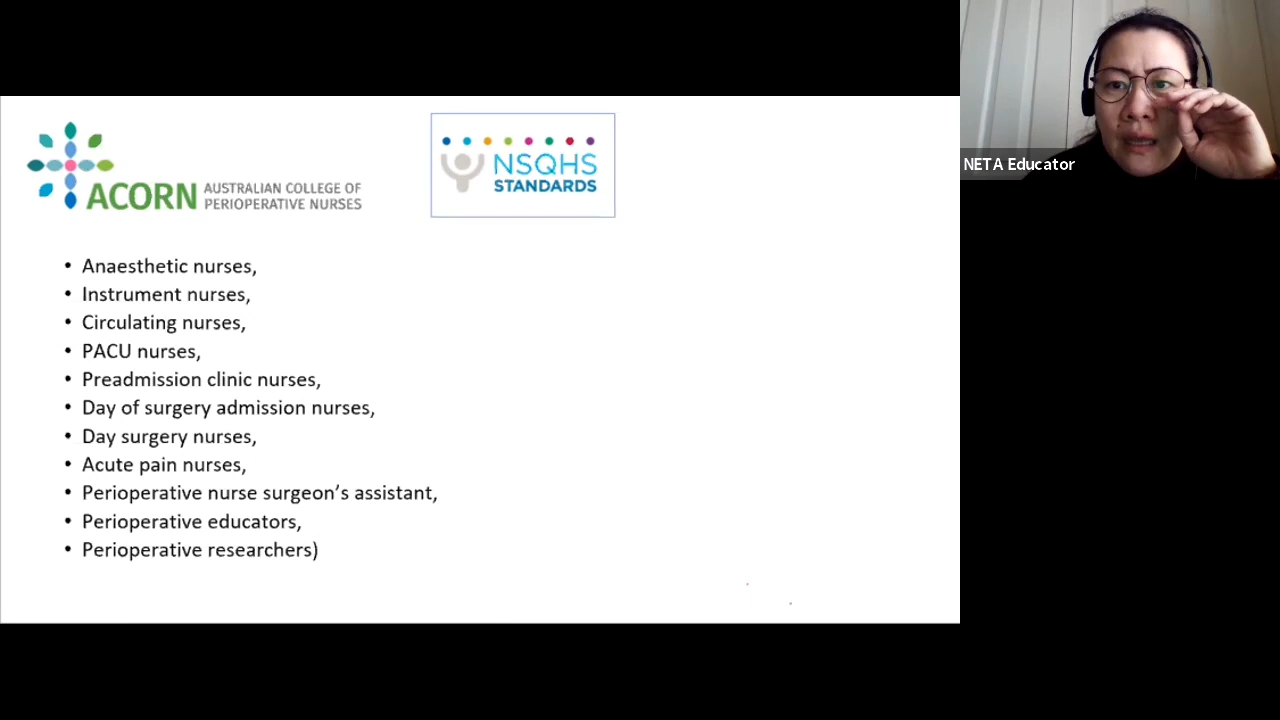 ACORN AUSTRALIAN COLLEGE OF
PERIOPERATIVE NURSES
NSQHS
STANDARDS
NETA Educator
• Anaesthetic nurses,
• Instrument nurses,
• Circulating nurses,
• PACU nurses,
• Preadmission clinic nurses,
• Day of surgery admission nurses,
• Day surgery nurses,
• Acute pain nurses,
• Perioperative nurse surgeon’s assistant,
• Perioperative educators,
• Perioperative researchers)